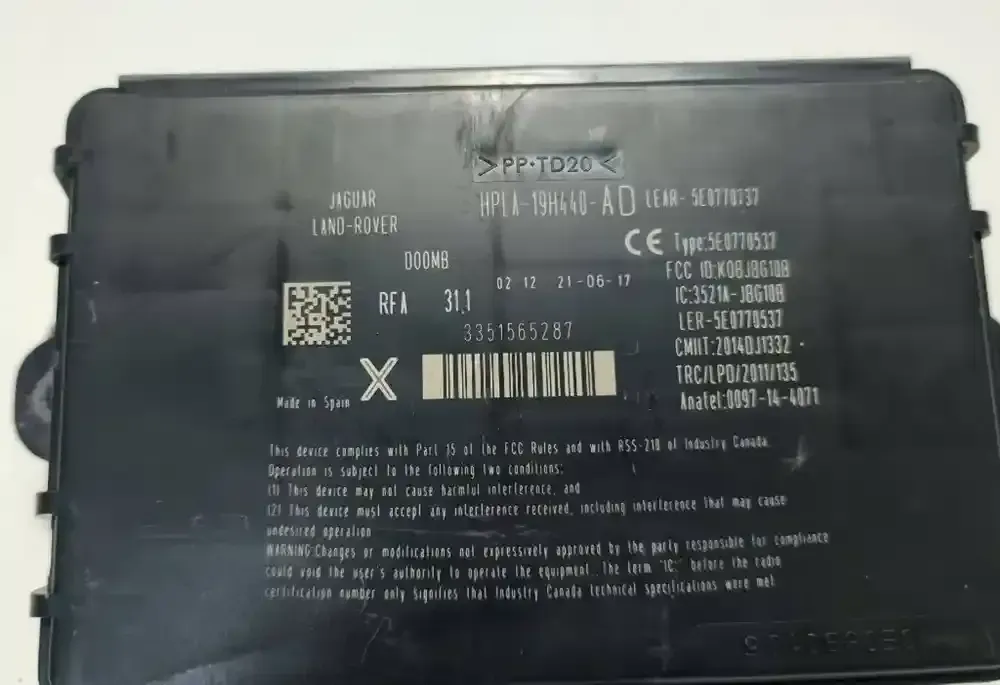 >PP+TD20<
JAGUAR
LAND-ROVER
HPLA-19H440-AD LEAR-5E0770737
CE Type:5E0770537
D00MB
FCC ID:KOBJBG10B
02 12 21-06-17
IC:3521A-JBG10B
RFA 31.1
LER-5E0770537
3351565287
CMIIT:2014DJ1332
X
TRC/LPD/2011/135
Made in Spain
Anatel:0097-14-4071
This device complies with Part 15 of the FCC Rules and with RSS-210 of Industry Canada.
Operation is subject to the following two conditions:
(1) This device may not cause harmful interference, and
(2) This device must accept any interference received, including interference that may cause
undesired operation
WARNING:Changes or modifications not expressively approved by the party responsible for compliance
could void the user's authority to operate the equipment. The term "IC:" before the radio
certification number only signifies that Industry Canada technical specifications were met.